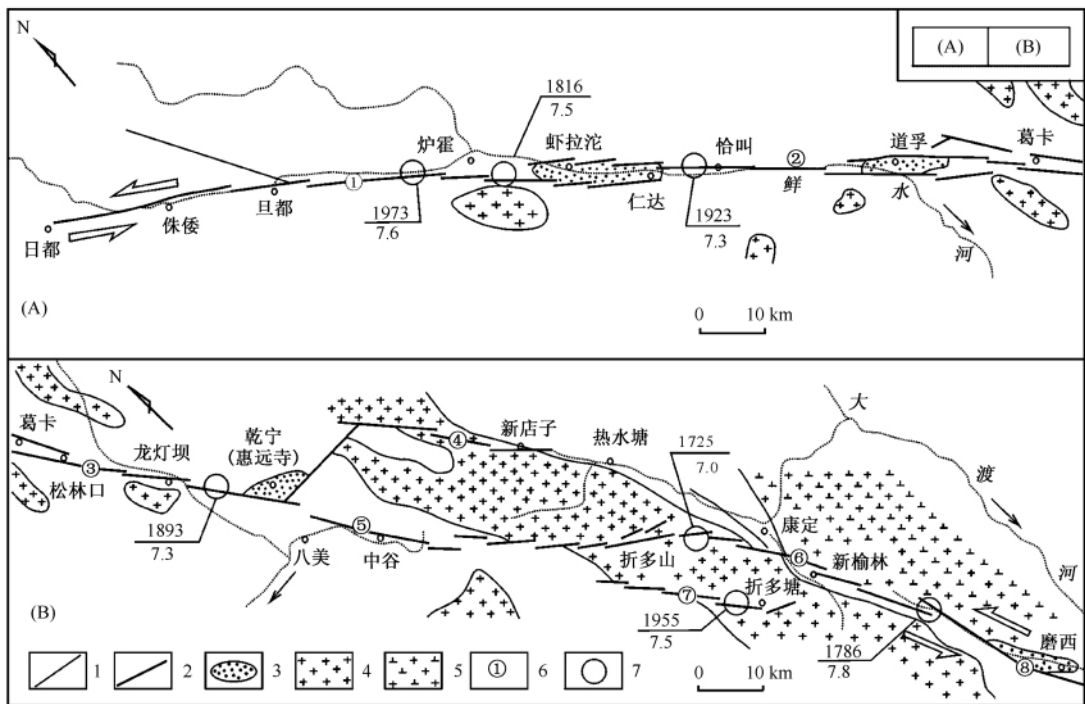 N
(A)
(B)
1816
7.5
炉霍
虾拉沱
恰叫
道孚
葛卡
①
②
鲜
水
河
旦都
仁达
侏倭
日都
1973
7.6
1923
7.3
(A)
0 10 km
N
葛卡
③
松林口
龙灯坝
乾宁
(惠远寺)
④
新店子
热水塘
1725
7.0
大
渡
河
1893
7.3
八美
⑤
中谷
折多山
康定
⑥
新榆林
折多塘
⑦
1955
7.5
1786
7.8
磨西
⑧
(B)
1 2 3 4 5 ① 6 7
0 10 km